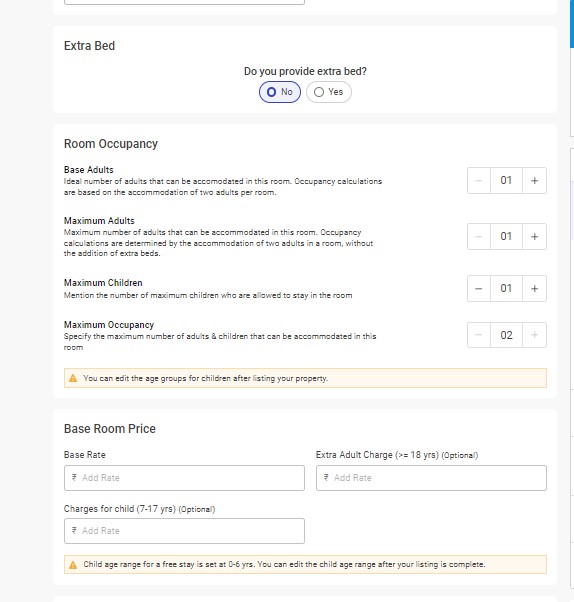 Extra Bed
Do you provide extra bed?
No
Yes
Room Occupancy
Base Adults
Ideal number of adults that can be accomodated in this room. Occupancy calculations
are based on the accommodation of two adults per room.
− 01 +
Maximum Adults
Maximum number of adults that can be accommodated in this room. Occupancy
calculations are determined by the accommodation of two adults in a room, without
the addition of extra beds.
− 01 +
Maximum Children
Mention the number of maximum children who are allowed to stay in the room
− 01 +
Maximum Occupancy
Specify the maximum number of adults & children that can be accommodated in this
room
− 02 +
You can edit the age groups for children after listing your property.
Base Room Price
Base Rate
₹ Add Rate
Extra Adult Charge (>= 18 yrs) (Optional)
₹ Add Rate
Charges for child (7-17 yrs) (Optional)
₹ Add Rate
Child age range for a free stay is set at 0-6 yrs. You can edit the child age range after your listing is complete.